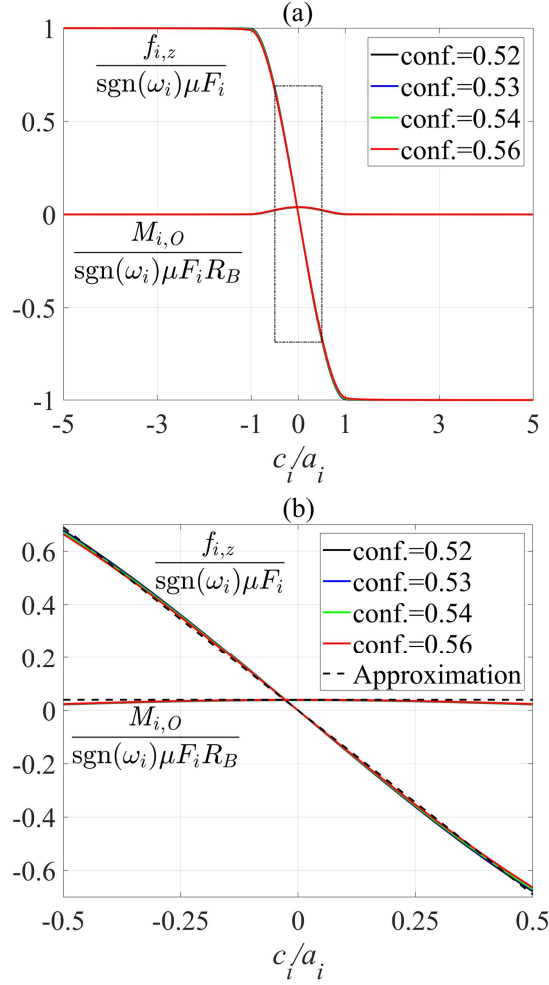 (a)
1
f_{i,z}
sgn(ω_i)μF_i
conf.=0.52
conf.=0.53
conf.=0.54
conf.=0.56
0.5
0
M_{i,O}
sgn(ω_i)μF_iR_B
-0.5
-1
-5 -3 -1 0 1 3 5
c_i/a_i
(b)
0.6
f_{i,z}
sgn(ω_i)μF_i
conf.=0.52
conf.=0.53
conf.=0.54
conf.=0.56
Approximation
0.4
0.2
0
M_{i,O}
sgn(ω_i)μF_iR_B
-0.2
-0.4
-0.6
-0.5 -0.25 0 0.25 0.5
c_i/a_i